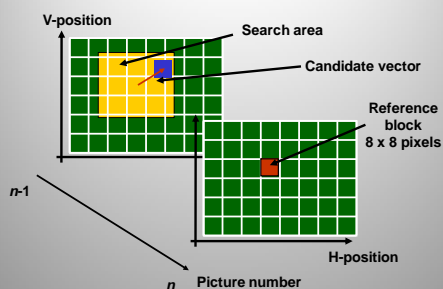 V-position
Search area
Candidate vector
Reference
block
8 x 8 pixels
n-1
H-position
n Picture number